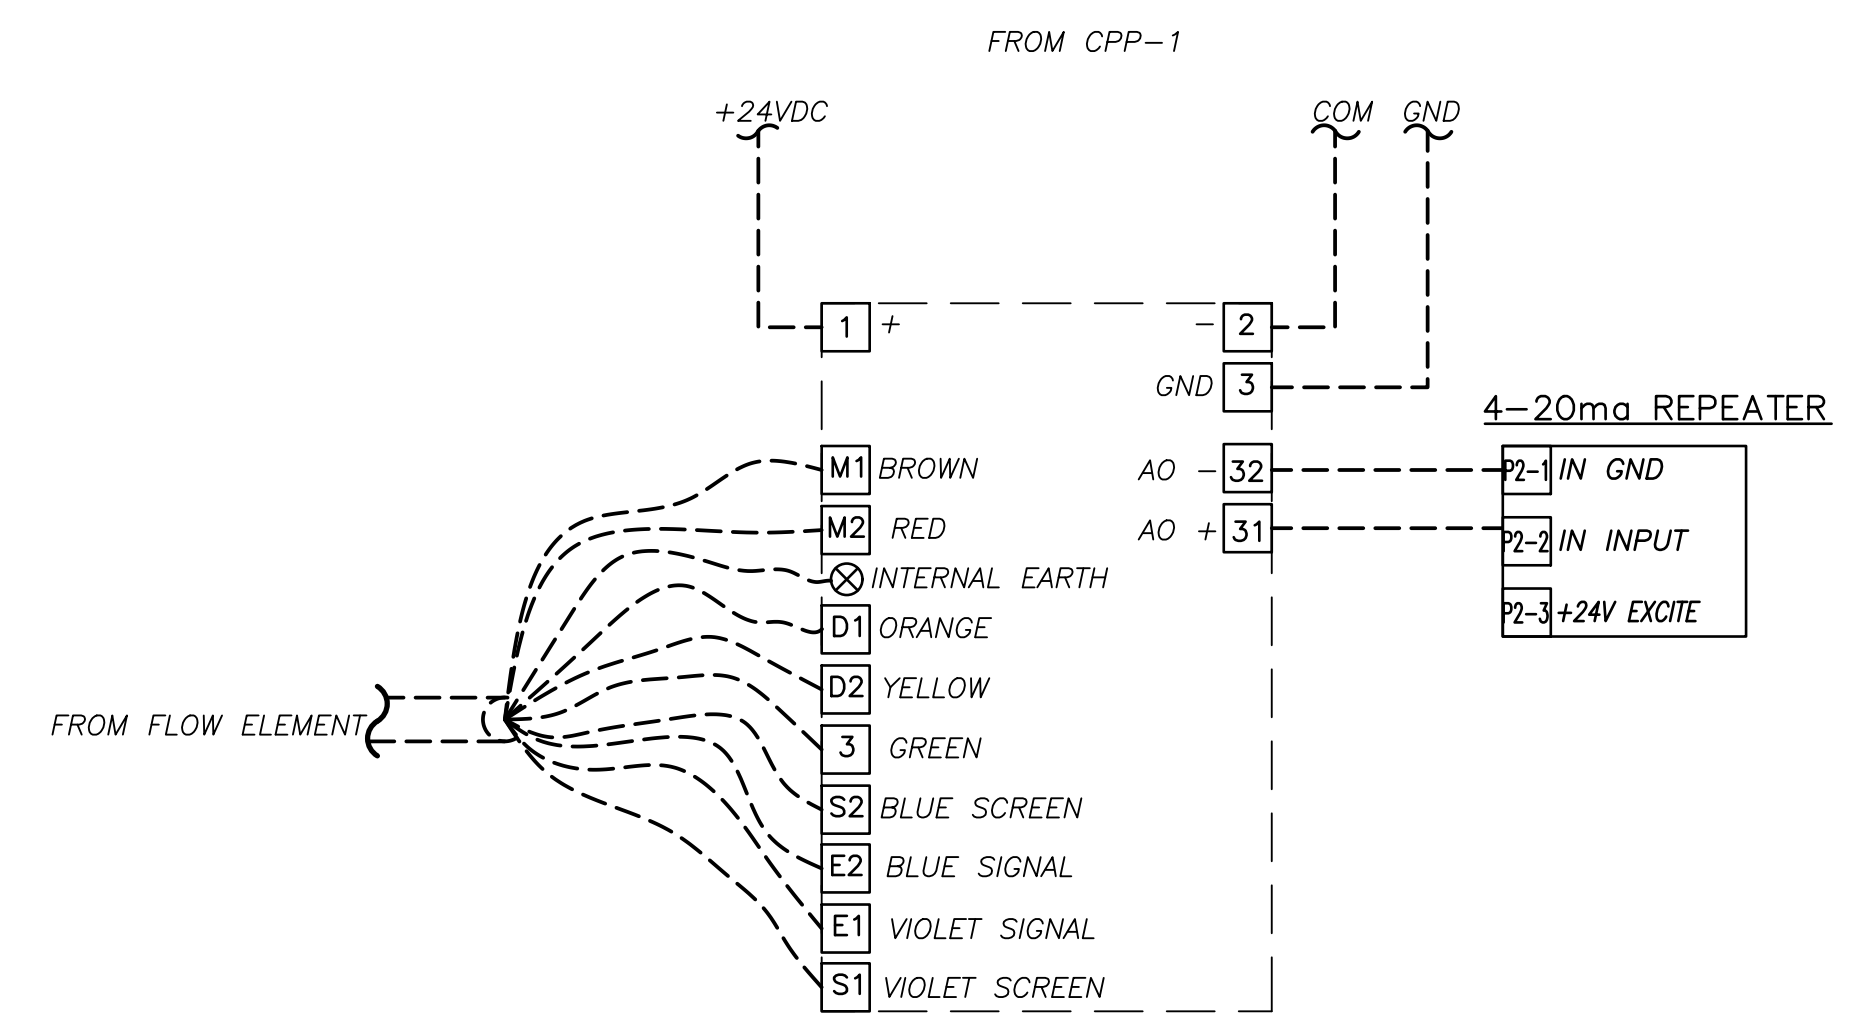 FROM CPP-1
+24VDC COM GND
1 + - 2
GND 3
4-20ma REPEATER
M1 BROWN AO - 32 P2-1 IN GND
M2 RED AO + 31 P2-2 IN INPUT
INTERNAL EARTH
P2-3 +24V EXCITE
D1 ORANGE
D2 YELLOW
FROM FLOW ELEMENT
3 GREEN
S2 BLUE SCREEN
E2 BLUE SIGNAL
E1 VIOLET SIGNAL
S1 VIOLET SCREEN